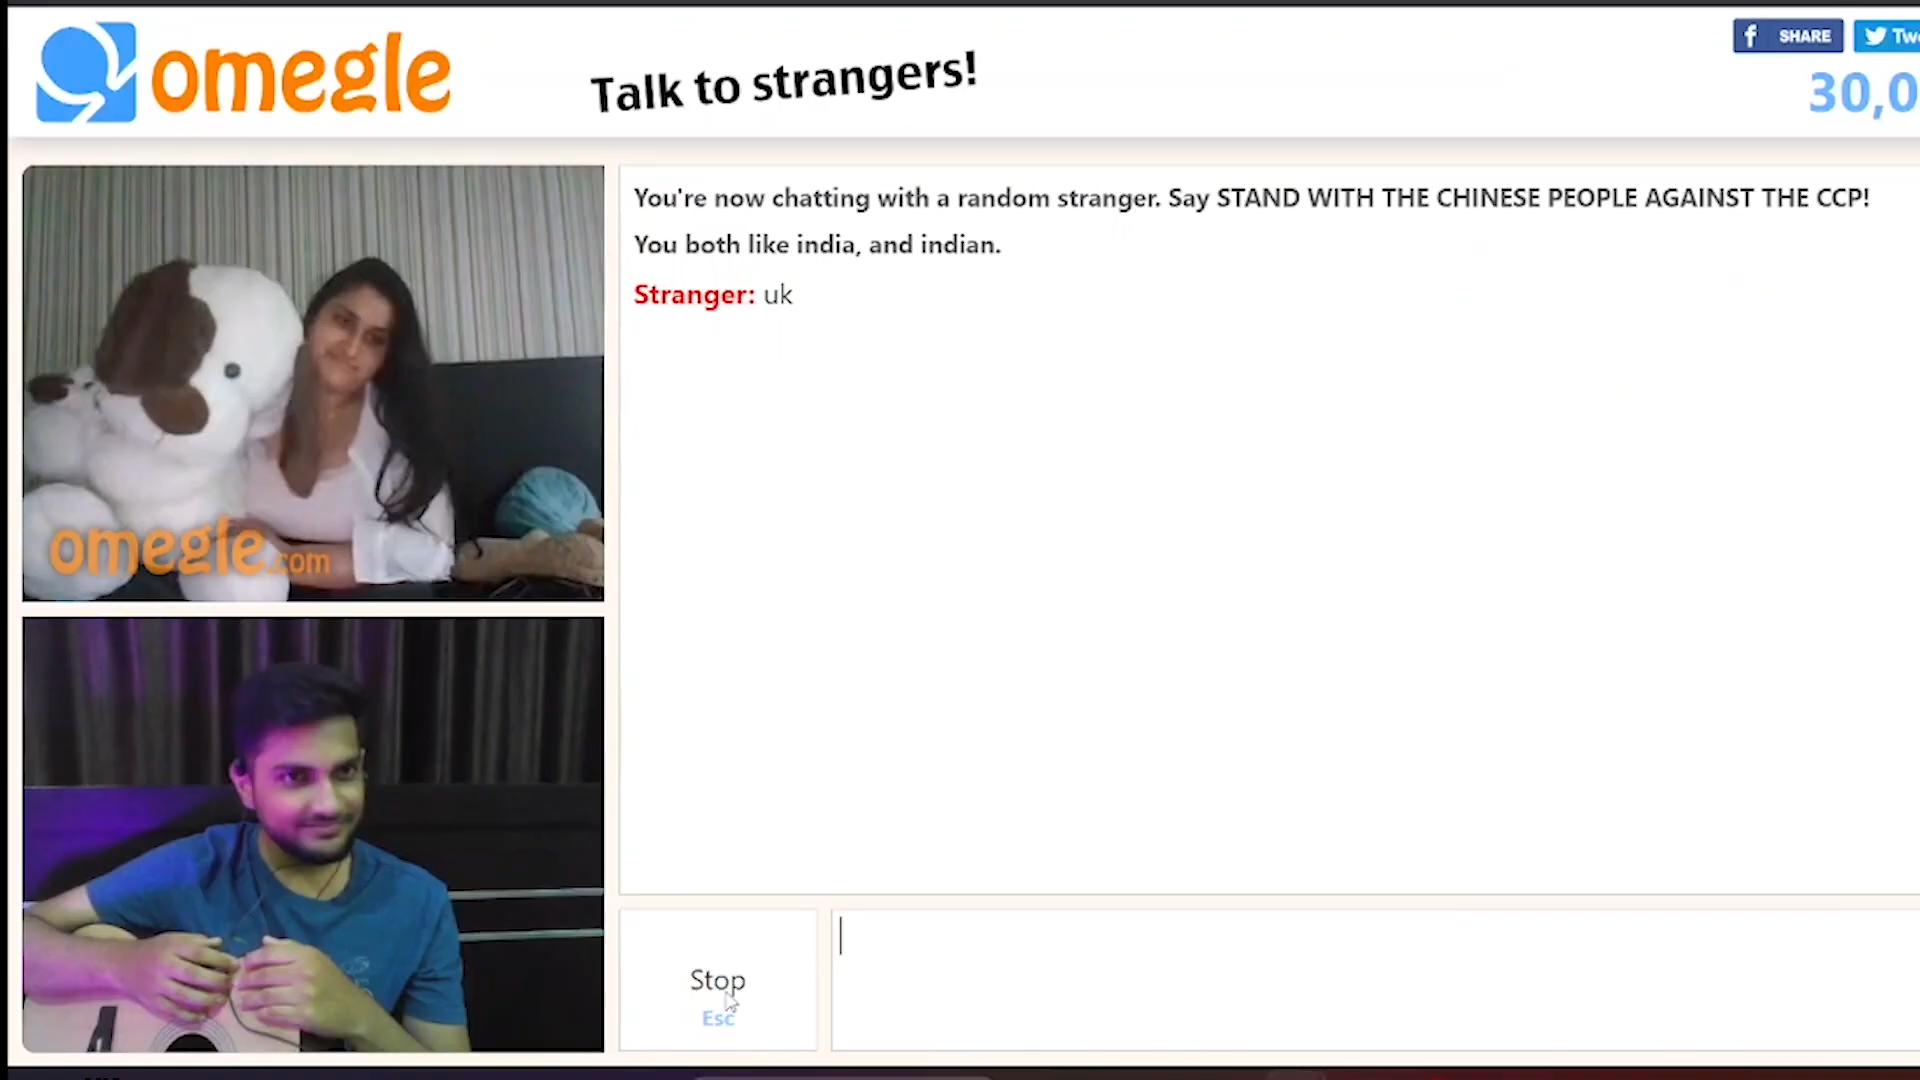 omegle
Talk to strangers!
f SHARE
Twe
30,0
You're now chatting with a random stranger. Say STAND WITH THE CHINESE PEOPLE AGAINST THE CCP!
You both like india, and indian.
Stranger: uk
omegle.com
Stop
Esc